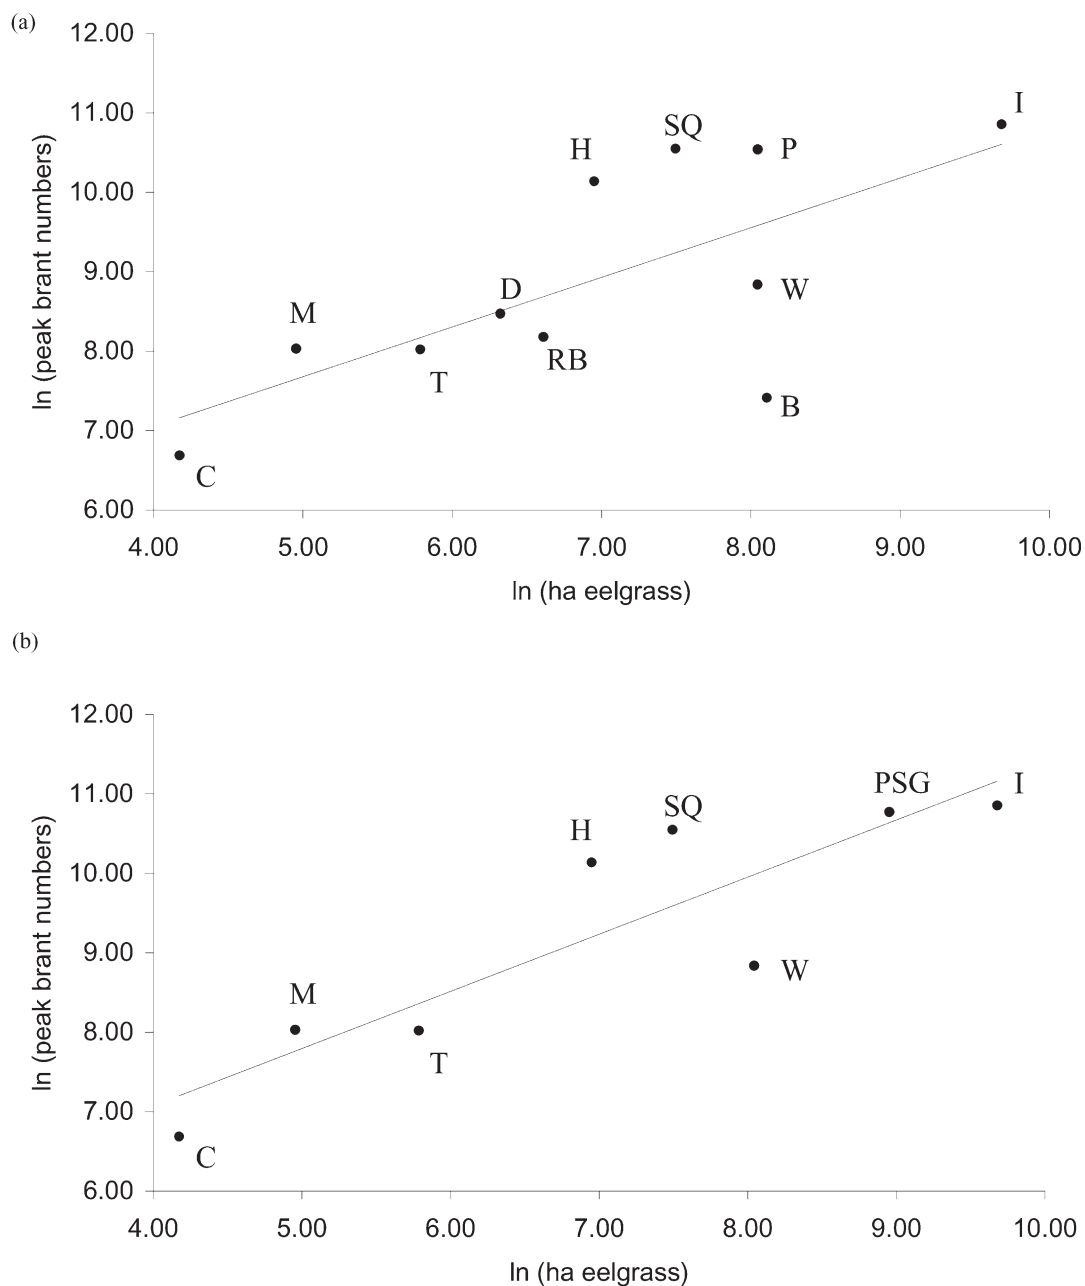 (a)
12.00
11.00
10.00
9.00
8.00
7.00
6.00
ln (peak brant numbers)
I
SQ
H
P
D
W
M
RB
T
B
C
4.00 5.00 6.00 7.00 8.00 9.00 10.00
ln (ha eelgrass)
(b)
12.00
11.00
10.00
9.00
8.00
7.00
6.00
ln (peak brant numbers)
PSG
I
SQ
H
W
M
T
C
4.00 5.00 6.00 7.00 8.00 9.00 10.00
ln (ha eelgrass)